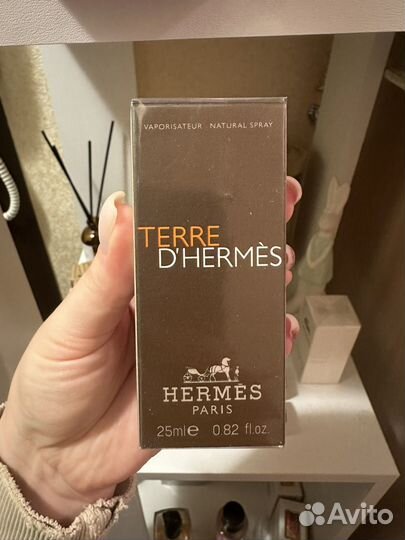 VAPORISATEUR · NATURAL SPRAY
TERRE
D'HERMÈS
HERMÈS
PARIS
25ml℮ 0.82 fl.oz.
Avito